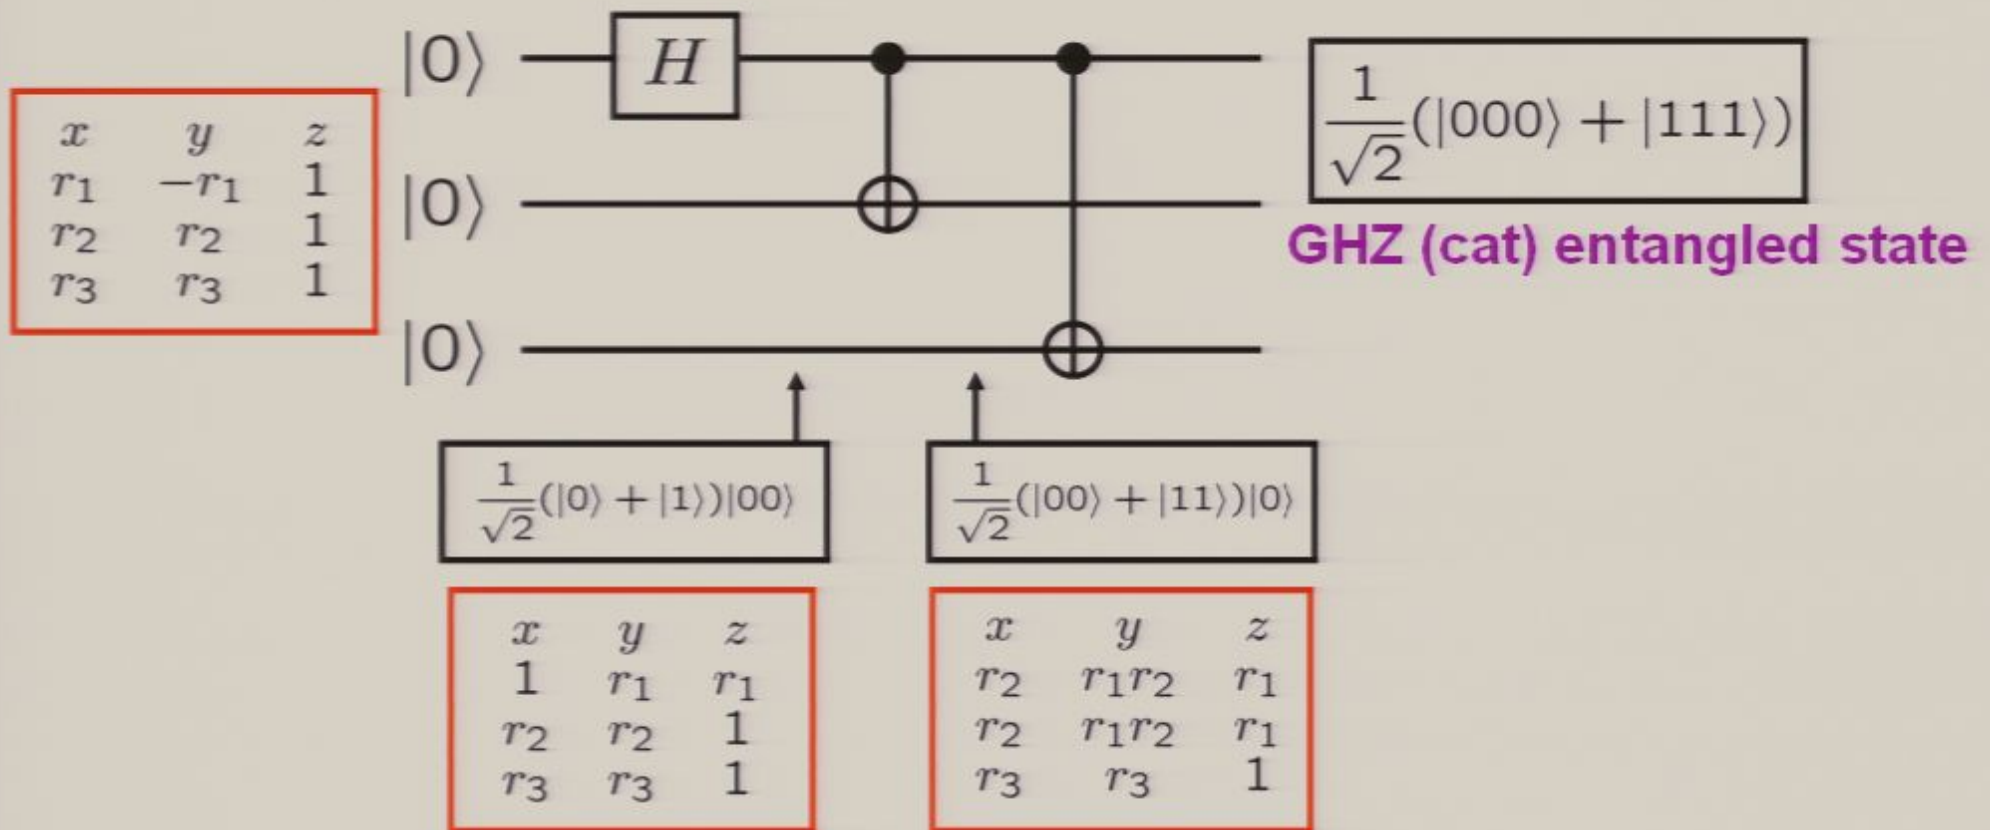 |0⟩
H
1/√2(|000⟩ + |111⟩)
GHZ (cat) entangled state
x y z
r₁ −r₁ 1
r₂ r₂ 1
r₃ r₃ 1
|0⟩
|0⟩
1/√2(|0⟩ + |1⟩)|00⟩
1/√2(|00⟩ + |11⟩)|0⟩
x y z
1 r₁ r₁
r₂ r₂ 1
r₃ r₃ 1
x y z
r₂ r₁r₂ r₁
r₂ r₁r₂ r₁
r₃ r₃ 1